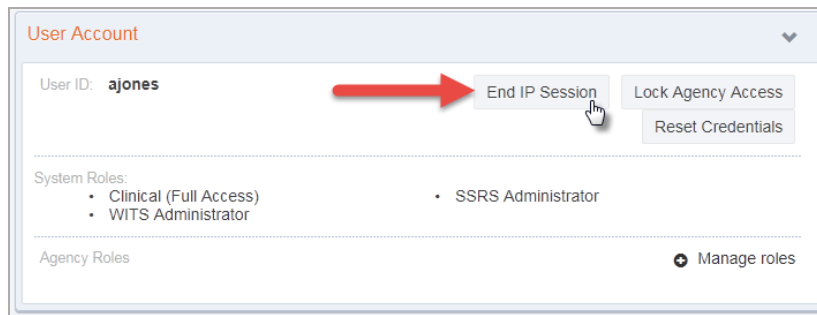 User Account
User ID: ajones
End IP Session
Lock Agency Access
Reset Credentials
System Roles:
• Clinical (Full Access)
• SSRS Administrator
• WITS Administrator
Agency Roles
Manage roles